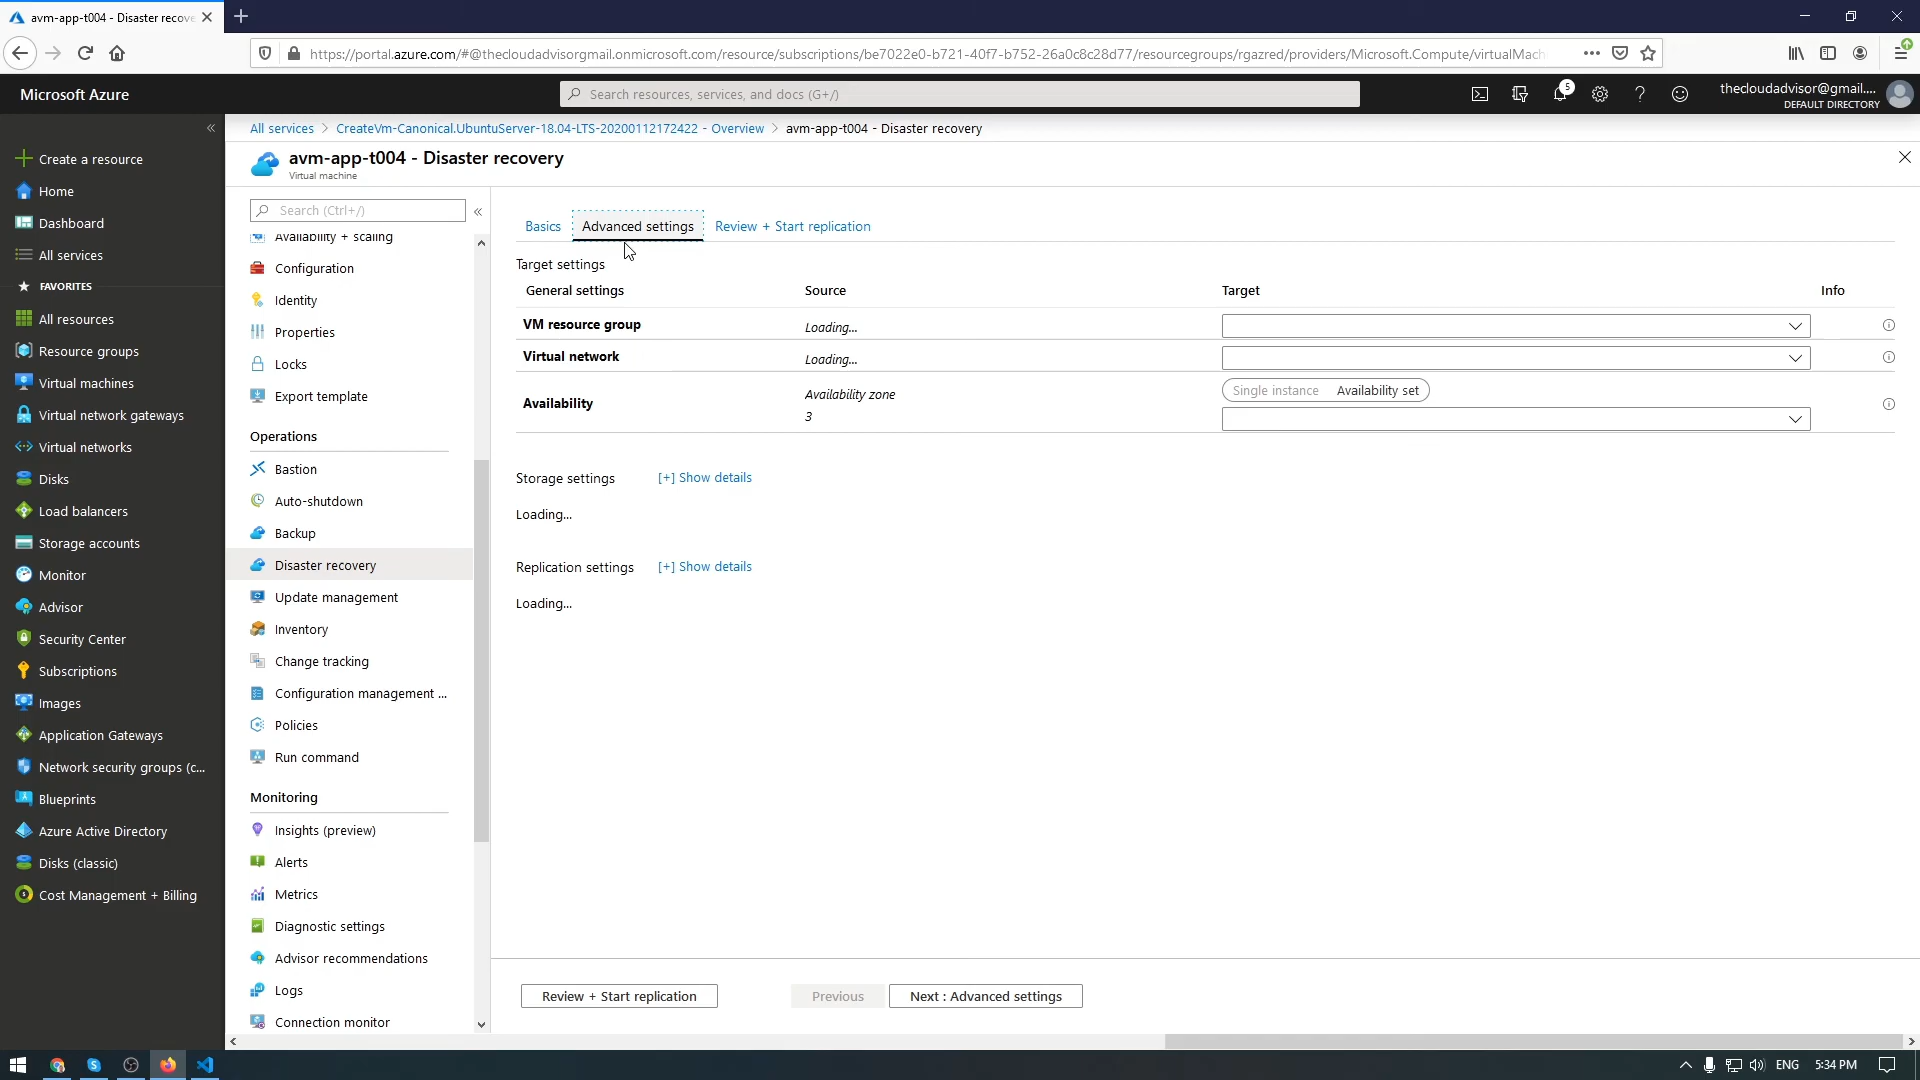 avm-app-t004 - Disaster recove
https://portal.azure.com/#@thecloudadvisorgmail.onmicrosoft.com/resource/subscriptions/be7022e0-b721-40f7-b752-26a0c8c28d77/resourcegroups/rgazred/providers/Microsoft.Compute/virtualMach
Microsoft Azure
Search resources, services, and docs (G+/)
5
thecloudadvisor@gmail....
DEFAULT DIRECTORY
All services > CreateVm-Canonical.UbuntuServer-18.04-LTS-20200112172422 - Overview > avm-app-t004 - Disaster recovery
avm-app-t004 - Disaster recovery
Virtual machine
Create a resource
Home
Dashboard
All services
FAVORITES
All resources
Resource groups
Virtual machines
Virtual network gateways
Virtual networks
Disks
Load balancers
Storage accounts
Monitor
Advisor
Security Center
Subscriptions
Images
Application Gateways
Network security groups (c...
Blueprints
Azure Active Directory
Disks (classic)
Cost Management + Billing
Search (Ctrl+/)
Availability + scaling
Configuration
Identity
Properties
Locks
Export template
Operations
Bastion
Auto-shutdown
Backup
Disaster recovery
Update management
Inventory
Change tracking
Configuration management ...
Policies
Run command
Monitoring
Insights (preview)
Alerts
Metrics
Diagnostic settings
Advisor recommendations
Logs
Connection monitor
Basics Advanced settings Review + Start replication
Target settings
General settings Source Target Info
VM resource group Loading...
Virtual network Loading...
Availability Availability zone Single instance Availability set
3
Storage settings [+] Show details
Loading...
Replication settings [+] Show details
Loading...
Review + Start replication Previous Next : Advanced settings
ENG 5:34 PM